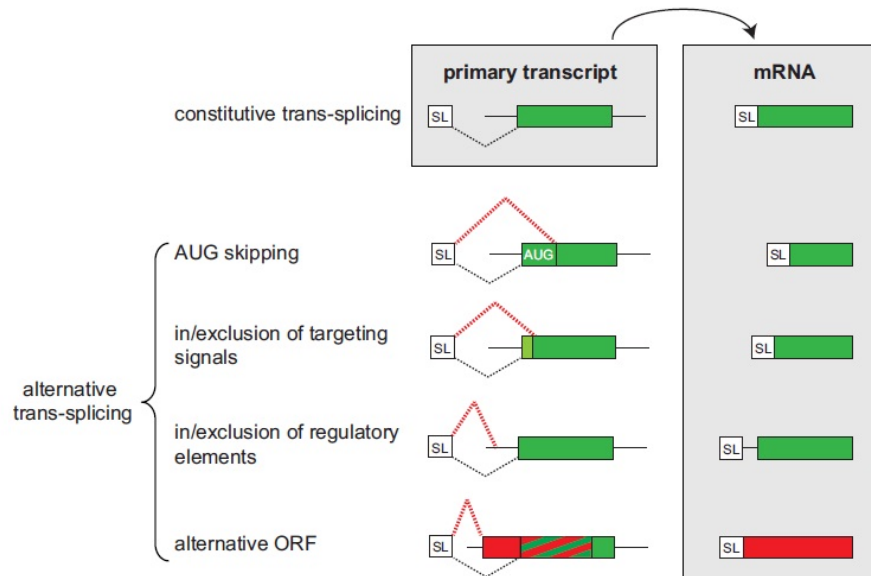 primary transcript
mRNA
constitutive trans-splicing
SL
SL
AUG skipping
SL
AUG
SL
in/exclusion of targeting
signals
SL
SL
alternative
trans-splicing
in/exclusion of regulatory
elements
SL
SL
alternative ORF
SL
SL